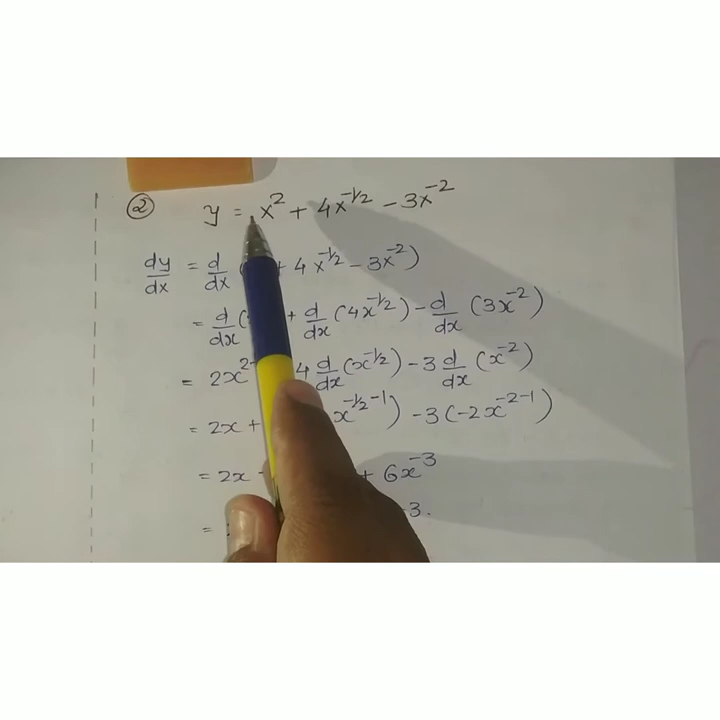 ② y = x² + 4x^{-1/2} - 3x^{-2}
dy/dx = d/dx ( + 4x^{-1/2} - 3x^{-2})
= d/dx ( + d/dx (4x^{-1/2}) - d/dx (3x^{-2})
= 2x² 4 d/dx (x^{-1/2}) - 3 d/dx (x^{-2})
= 2x + x^{-1/2-1}) - 3(-2x^{-2-1})
= 2x + 6x^{-3}
= -3.